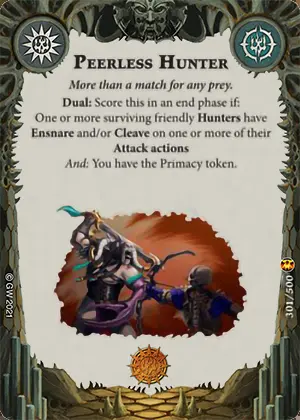 PEERLESS HUNTER
More than a match for any prey.
Dual: Score this in an end phase if:
One or more surviving friendly Hunters have
Ensnare and/or Cleave on one or more of their
Attack actions
And: You have the Primacy token.
© GW 2021
301/500